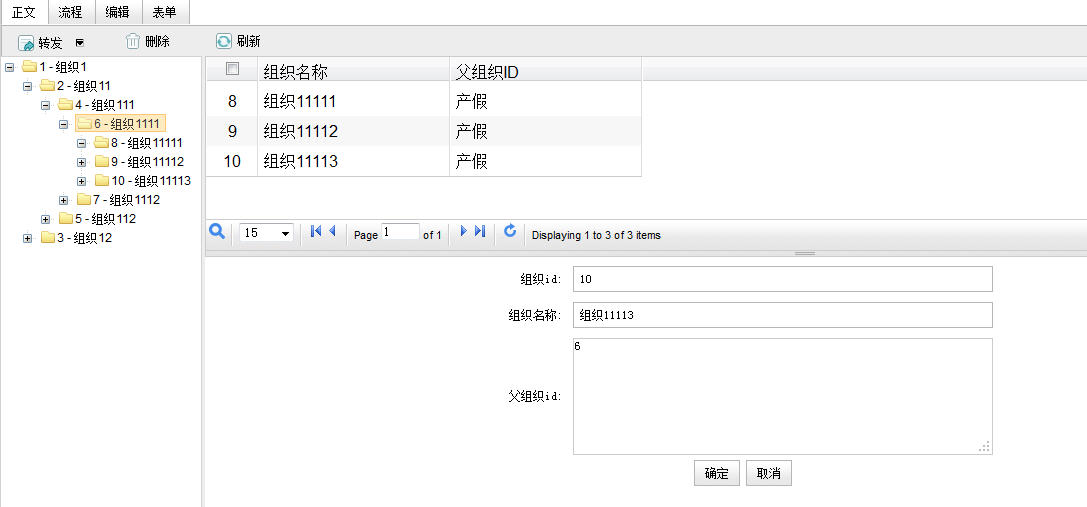 正文 流程 编辑 表单
转发 删除 刷新
1 - 组织1
2 - 组织11
4 - 组织111
6 - 组织1111
8 - 组织11111
9 - 组织11112
10 - 组织11113
7 - 组织1112
5 - 组织112
3 - 组织12
组织名称 父组织ID
8 组织11111 产假
9 组织11112 产假
10 组织11113 产假
15 Page 1 of 1 Displaying 1 to 3 of 3 items
组织id: 10
组织名称: 组织11113
父组织id: 6
确定 取消